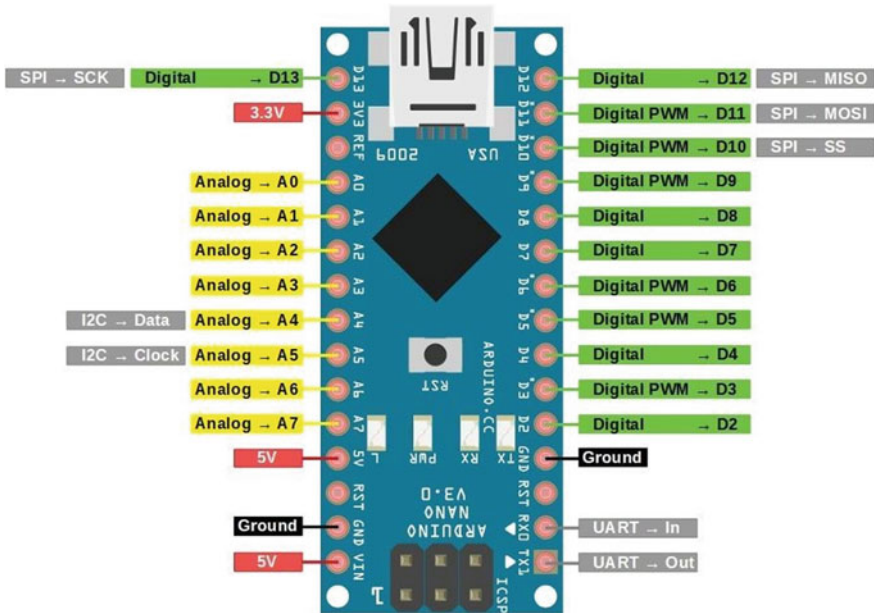 SPI → SCK
Digital → D13
3.3V
Analog → A0
Analog → A1
Analog → A2
Analog → A3
I2C → Data
Analog → A4
I2C → Clock
Analog → A5
Analog → A6
Analog → A7
5V
Ground
5V
D13
3V3
REF
A0
A1
A2
A3
A4
A5
A6
A7
5V
RST
GND
VIN
USA
2009
RST
ARDUINO.CC
L
PWR
RX
TX
ARDUINO
NANO
V3.0
1
ICSP
D12
D11
D10
D9
D8
D7
D6
D5
D4
D3
D2
GND
RST
RX0
TX1
Digital → D12
SPI → MISO
Digital PWM → D11
SPI → MOSI
Digital PWM → D10
SPI → SS
Digital PWM → D9
Digital → D8
Digital → D7
Digital PWM → D6
Digital PWM → D5
Digital → D4
Digital PWM → D3
Digital → D2
Ground
UART → In
UART → Out